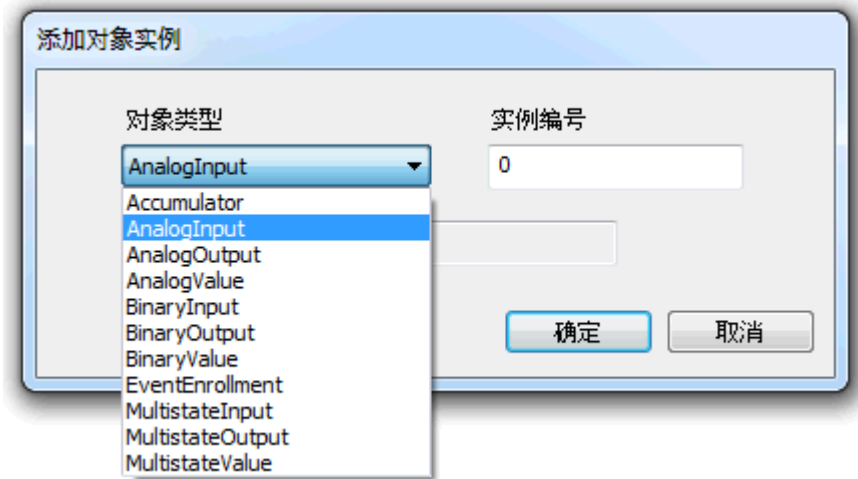 添加对象实例
对象类型
实例编号
AnalogInput
0
Accumulator
AnalogInput
AnalogOutput
AnalogValue
BinaryInput
BinaryOutput
BinaryValue
EventEnrollment
MultistateInput
MultistateOutput
MultistateValue
确定
取消